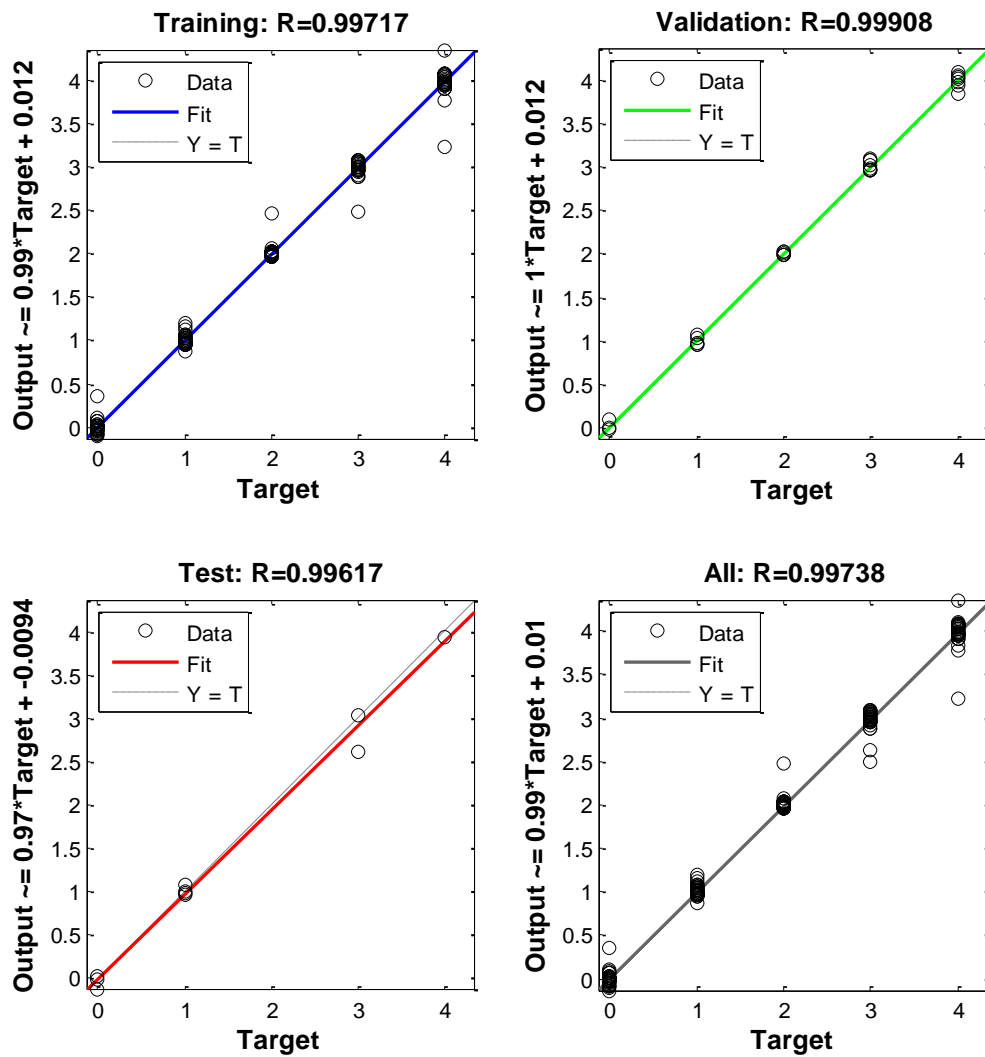 Training: R=0.99717
Output ~= 0.99*Target + 0.012
Data
Fit
Y = T
4
3.5
3
2.5
2
1.5
1
0.5
0
0 1 2 3 4
Target
Validation: R=0.99908
Output ~= 1*Target + 0.012
Data
Fit
Y = T
4
3.5
3
2.5
2
1.5
1
0.5
0
0 1 2 3 4
Target
Test: R=0.99617
Output ~= 0.97*Target + -0.0094
Data
Fit
Y = T
4
3.5
3
2.5
2
1.5
1
0.5
0
0 1 2 3 4
Target
All: R=0.99738
Output ~= 0.99*Target + 0.01
Data
Fit
Y = T
4
3.5
3
2.5
2
1.5
1
0.5
0
0 1 2 3 4
Target